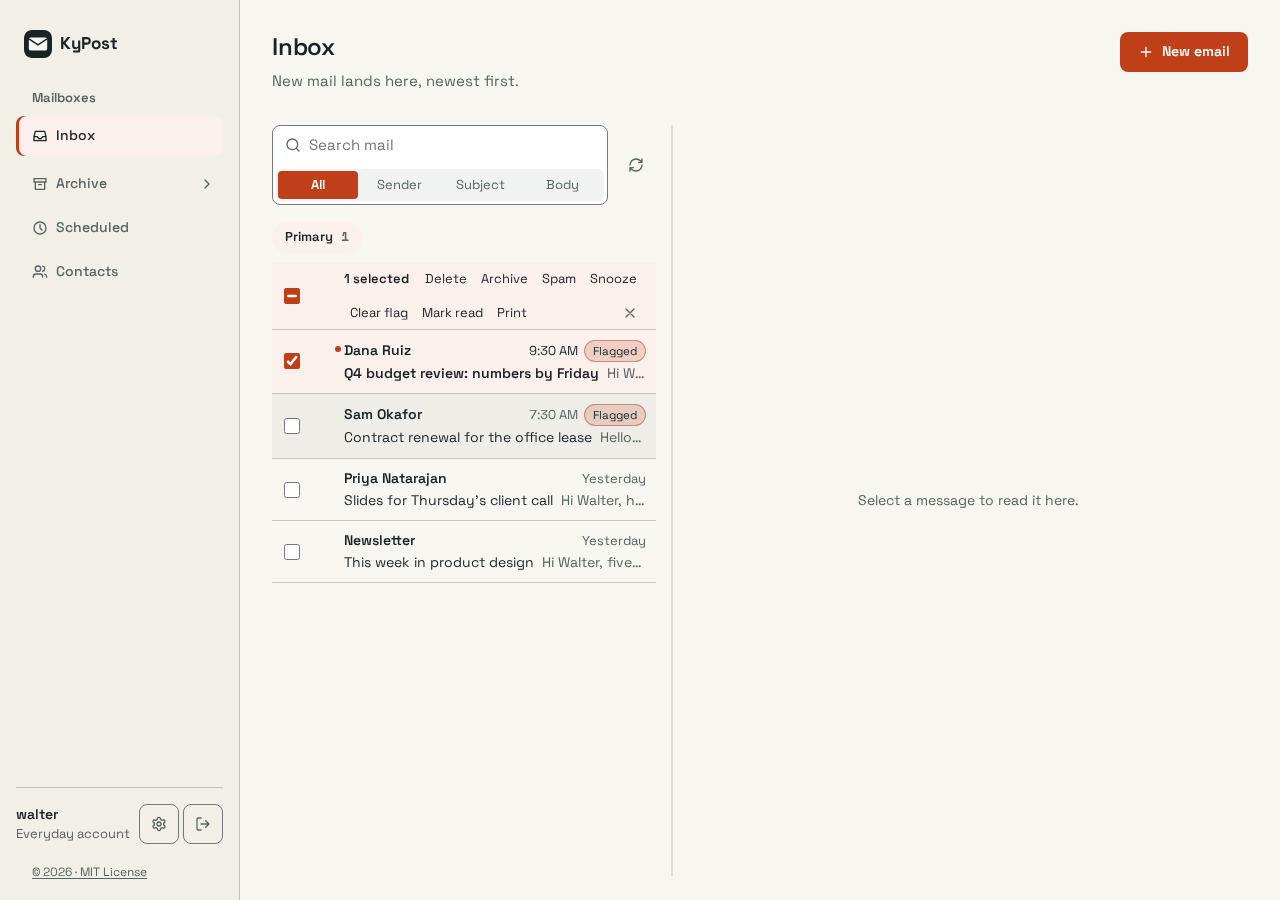 KyPost
Mailboxes
Inbox
Archive
Scheduled
Contacts
walter
Everyday account
© 2026 · MIT License
Inbox
New mail lands here, newest first.
New email
Search mail
All Sender Subject Body
Primary 1
1 selected Delete Archive Spam Snooze
Clear flag Mark read Print
Dana Ruiz 9:30 AM Flagged
Q4 budget review: numbers by Friday Hi W…
Sam Okafor 7:30 AM Flagged
Contract renewal for the office lease Hello…
Priya Natarajan Yesterday
Slides for Thursday's client call Hi Walter, h…
Newsletter Yesterday
This week in product design Hi Walter, five…
Select a message to read it here.